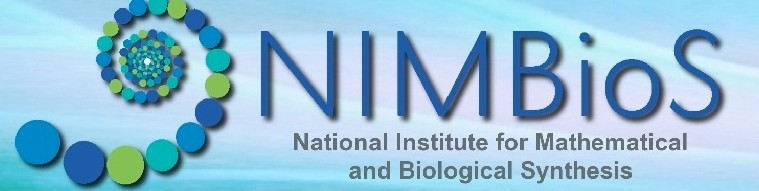 NIMBioS
National Institute for Mathematical
and Biological Synthesis